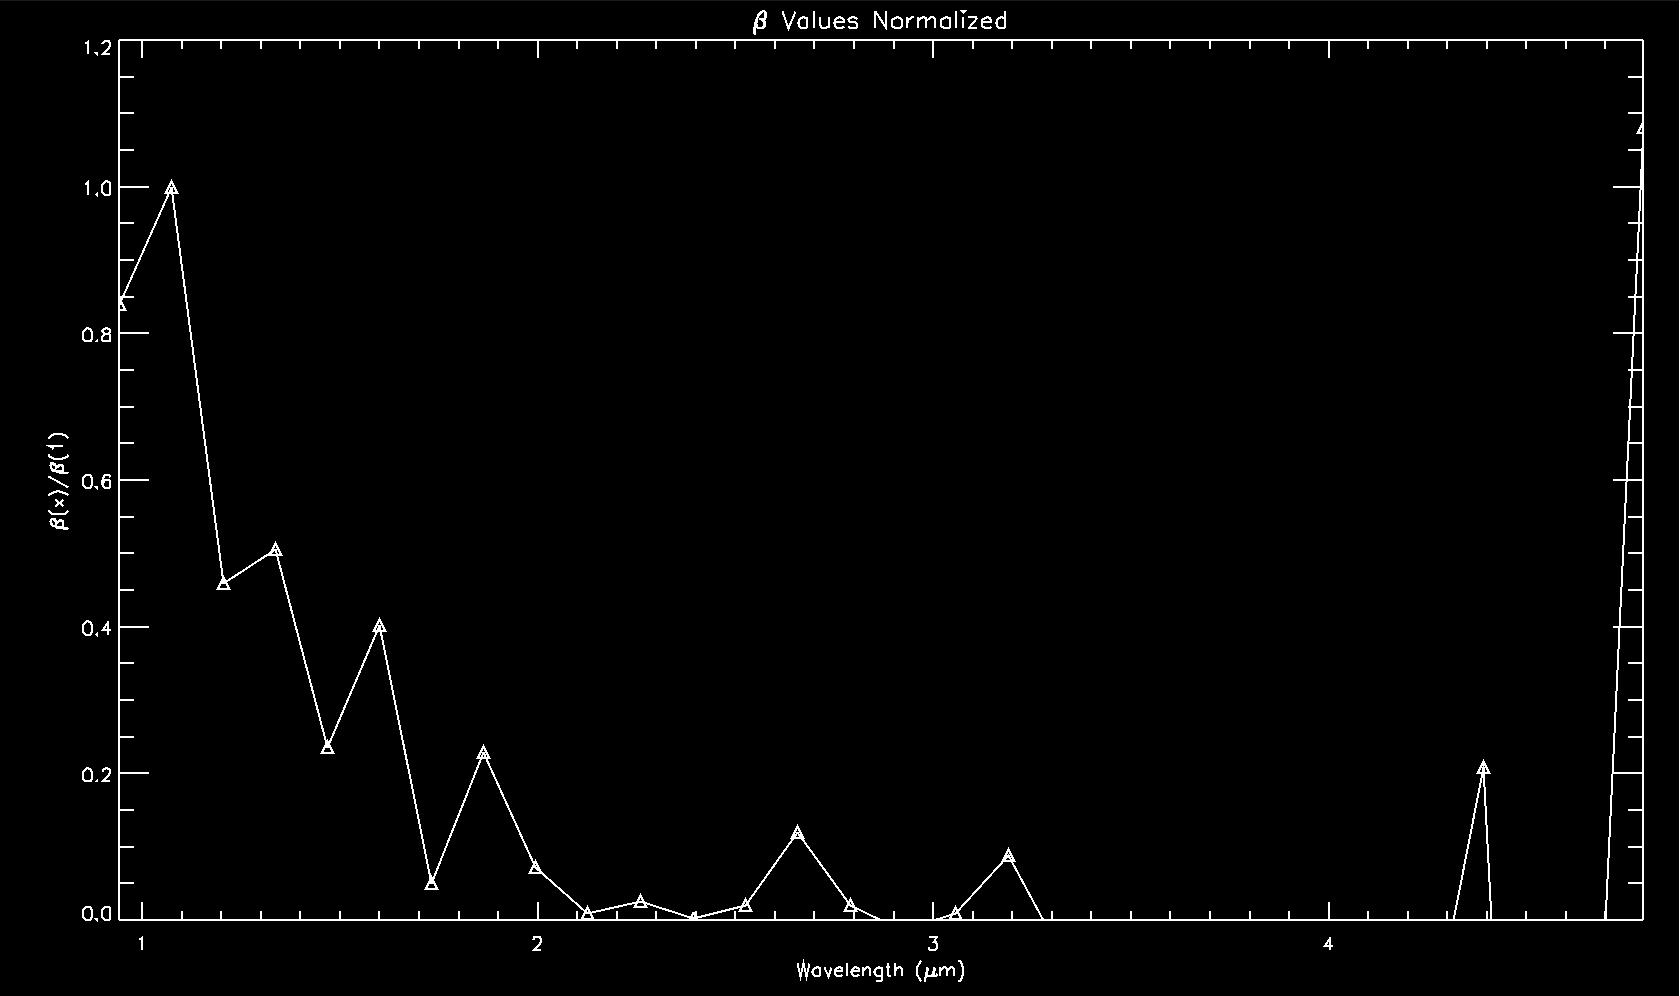 β Values Normalized
1.2
1.0
0.8
0.6
0.4
0.2
0.0
β(x)/β(1)
1 2 3 4
Wavelength (μm)